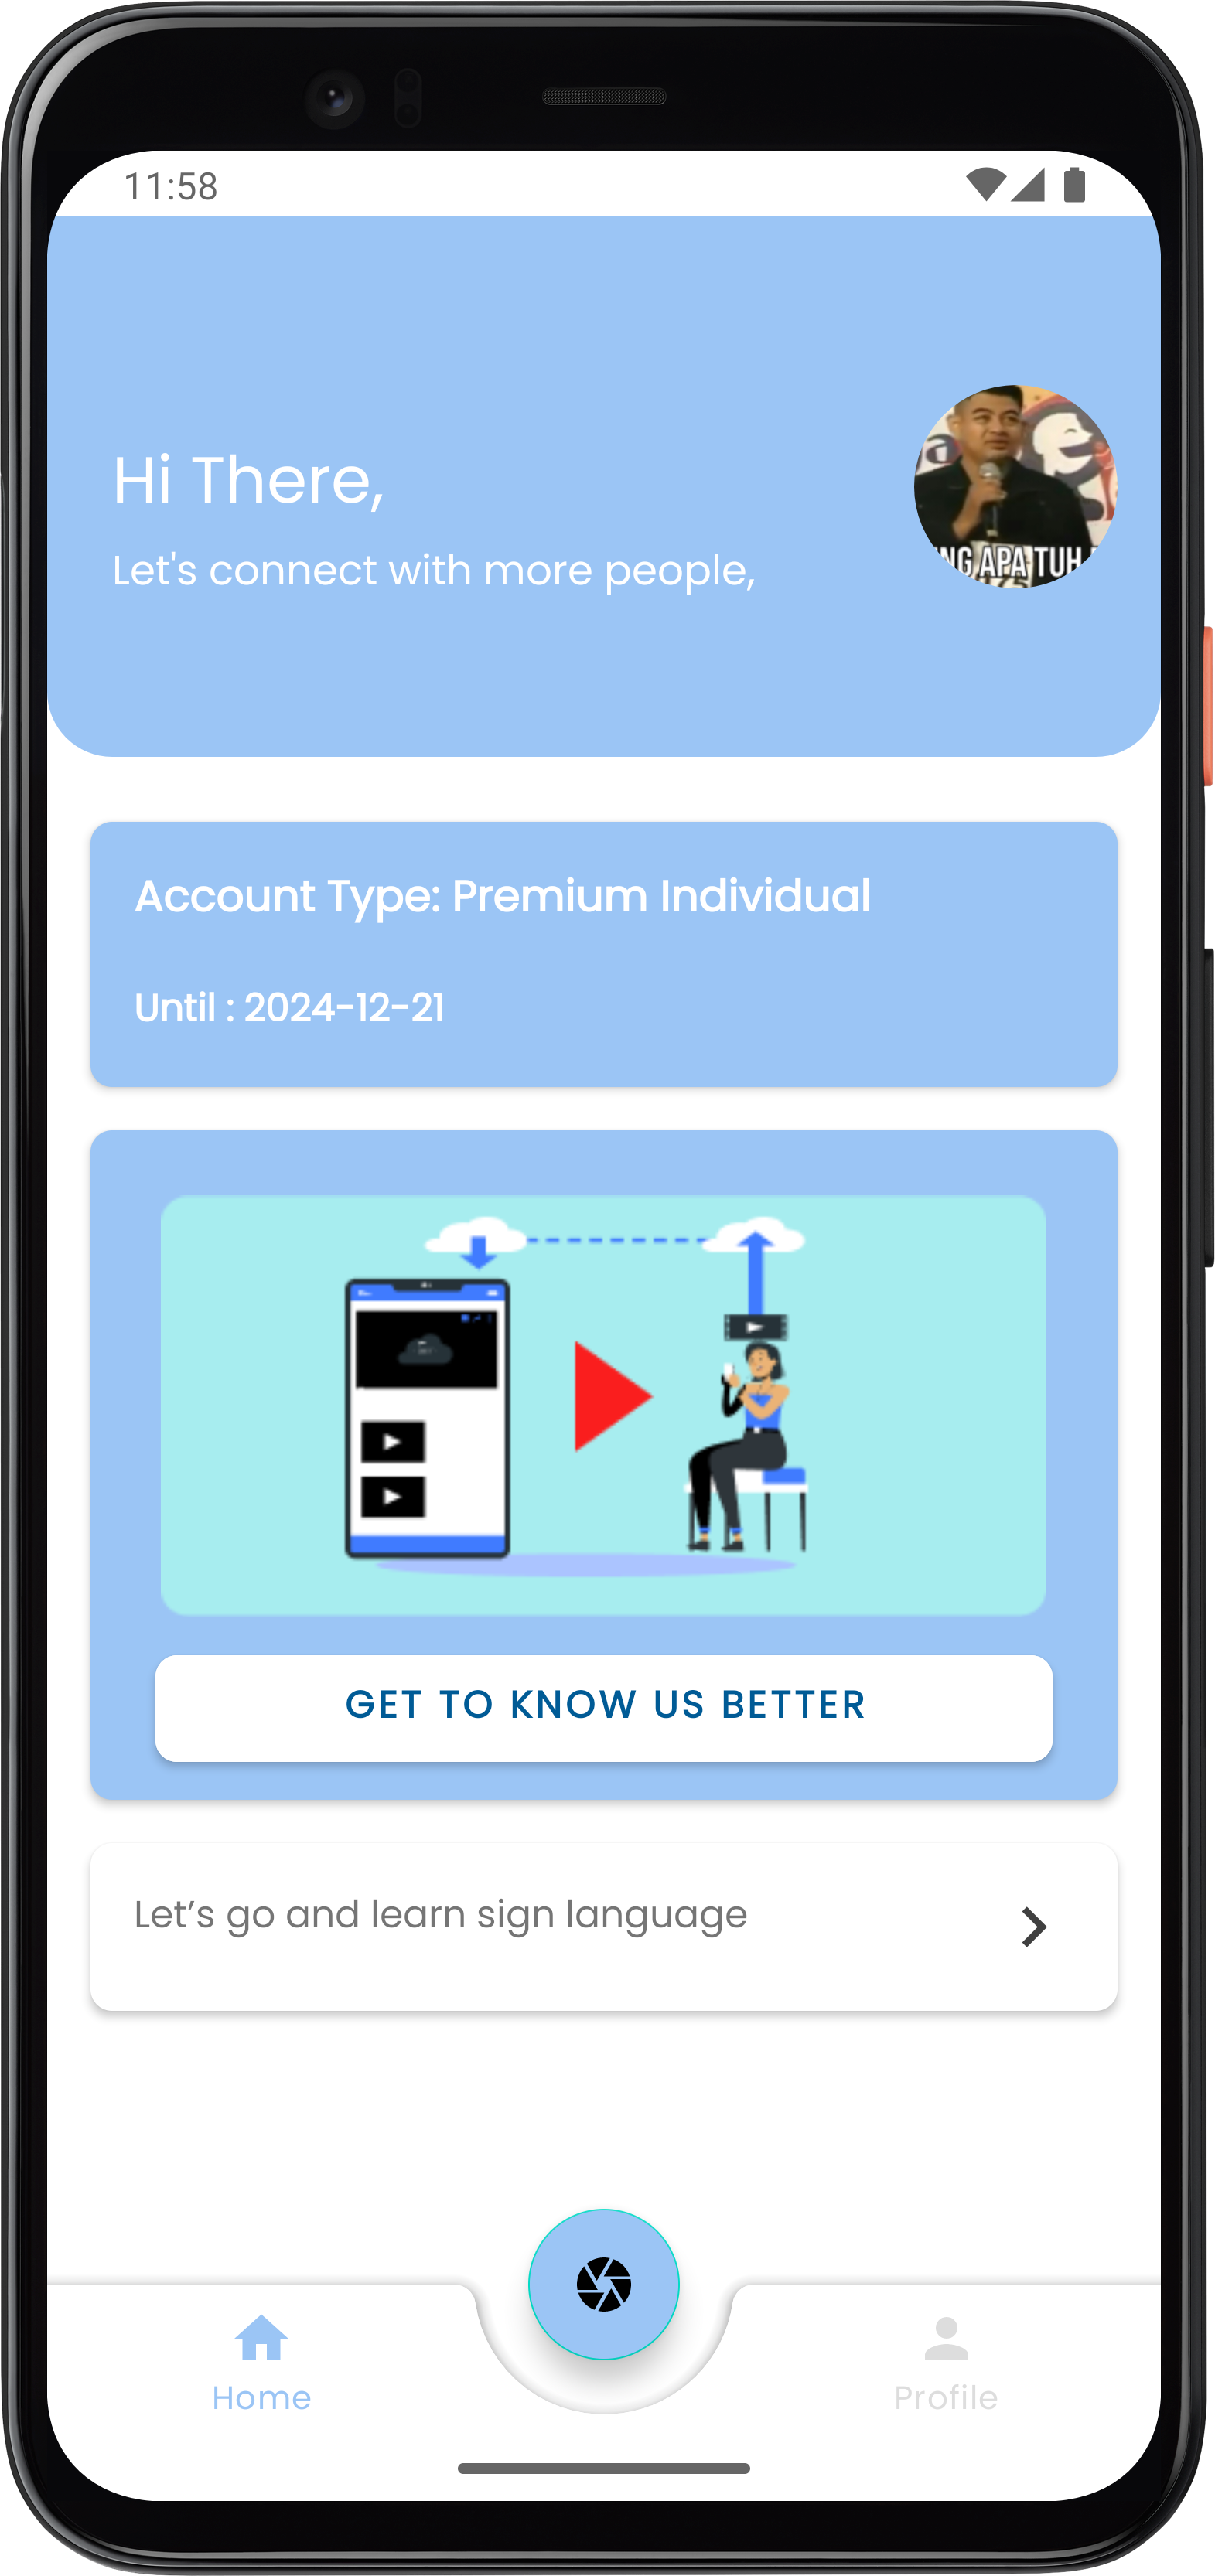 11:58
Hi There,
Let's connect with more people,
APA TUH
Account Type: Premium Individual
Until : 2024-12-21
GET TO KNOW US BETTER
Let’s go and learn sign language
Home
Profile